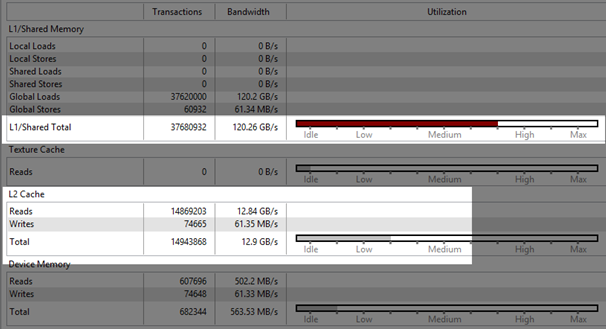 Transactions Bandwidth Utilization
L1/Shared Memory
Local Loads 0 0 B/s
Local Stores 0 0 B/s
Shared Loads 0 0 B/s
Shared Stores 0 0 B/s
Global Loads 37620000 120.2 GB/s
Global Stores 60932 61.34 MB/s
L1/Shared Total 37680932 120.26 GB/s
Idle Low Medium High Max
Texture Cache
Reads 0 0 B/s
Idle Low Medium High Max
L2 Cache
Reads 14869203 12.84 GB/s
Writes 74665 61.35 MB/s
Total 14943868 12.9 GB/s
Idle Low Medium High Max
Device Memory
Reads 607696 502.2 MB/s
Writes 74648 61.33 MB/s
Total 682344 563.53 MB/s
Idle Low Medium High Max